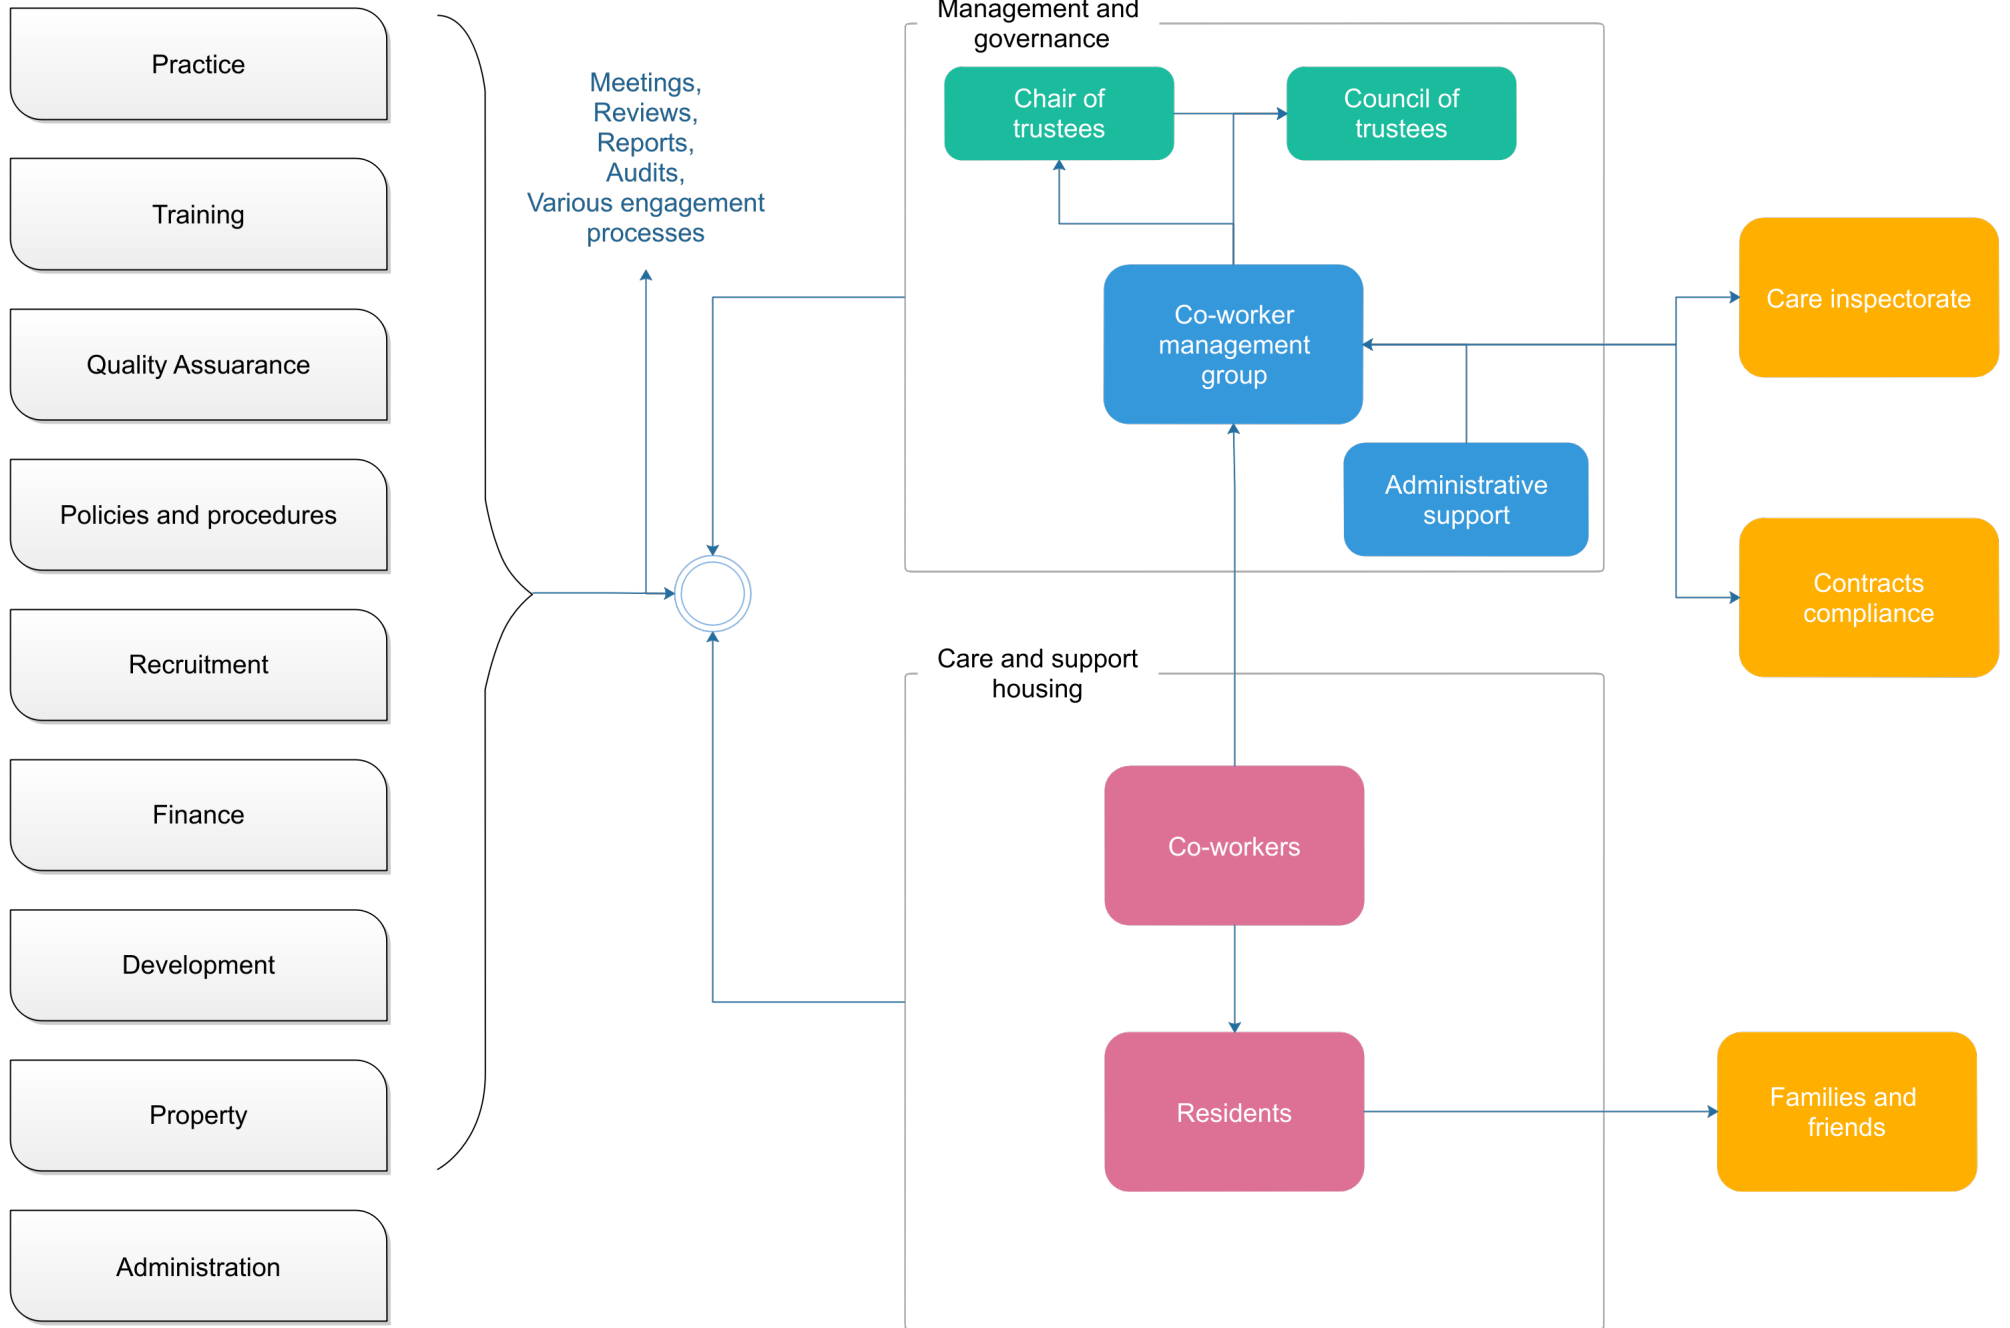 Practice
Training
Quality Assuarance
Policies and procedures
Recruitment
Finance
Development
Property
Administration
Meetings,
Reviews,
Reports,
Audits,
Various engagement
processes
Management and
governance
Chair of
trustees
Council of
trustees
Co-worker
management
group
Administrative
support
Care inspectorate
Contracts
compliance
Care and support
housing
Co-workers
Residents
Families and
friends